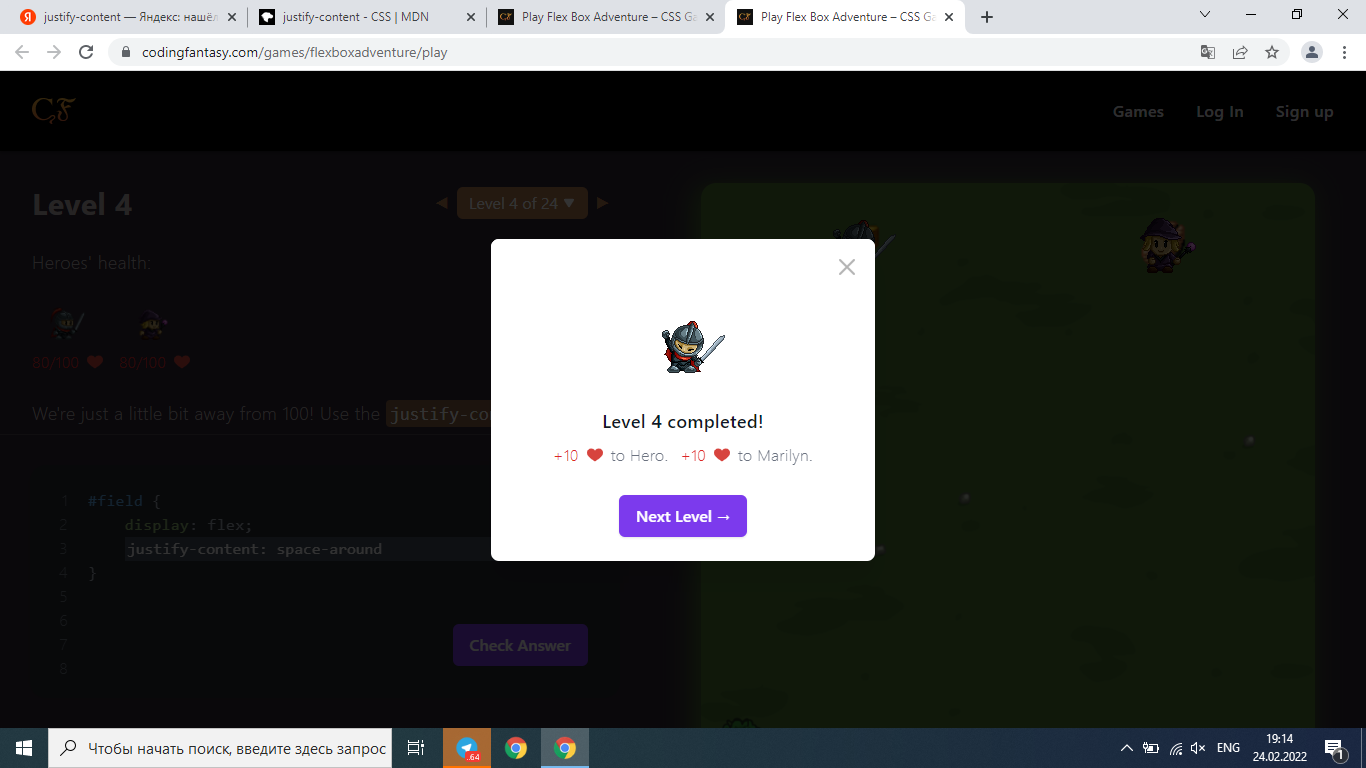 Я justify-content — Яндекс: нашёл
justify-content - CSS | MDN
Play Flex Box Adventure – CSS Ga
Play Flex Box Adventure – CSS Ga
codingfantasy.com/games/flexboxadventure/play
CF
Games
Log In
Sign up
Level 4
Level 4 of 24 ▼
Heroes' health:
80/100
80/100
We're just a little bit away from 100! Use the justify-co
1 #field {
2 display: flex;
3 justify-content: space-around
4 }
5
6
7
8
Check Answer
Level 4 completed!
+10 ❤ to Hero. +10 ❤ to Marilyn.
Next Level →
Чтобы начать поиск, введите здесь запрос
.64
ENG
19:14
24.02.2022
1